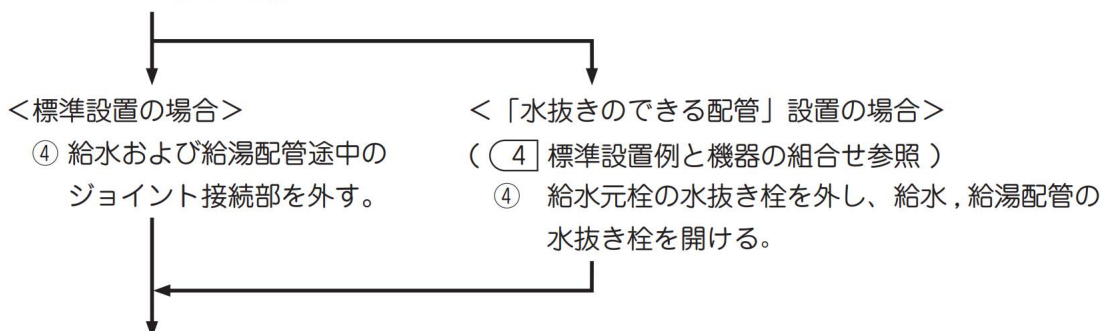 <標準設置の場合>
④ 給水および給湯配管途中の
ジョイント接続部を外す。
<「水抜きのできる配管」設置の場合>
( 4 標準設置例と機器の組合せ参照 )
④ 給水元栓の水抜き栓を外し、給水 , 給湯配管の
水抜き栓を開ける。